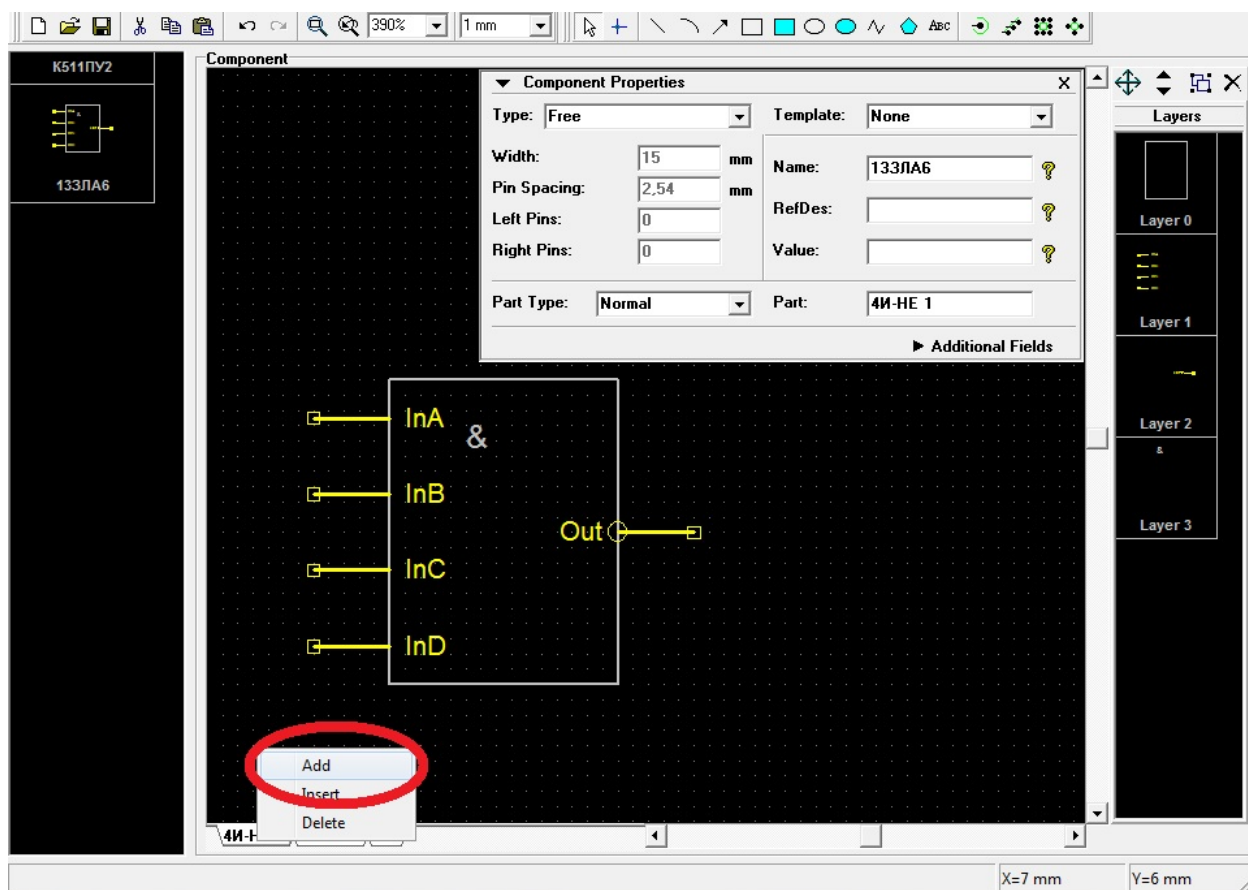 390%
1 mm
ABC
К511ПУ2
133ЛА6
Component
Component Properties
X
Type: Free
Template: None
Width: 15 mm
Pin Spacing: 2,54 mm
Left Pins: 0
Right Pins: 0
Name: 133ЛА6
RefDes:
Value:
Part Type: Normal
Part: 4И-НЕ 1
Additional Fields
InA
&
InB
Out
InC
InD
Add
Insert
Delete
Layers
Layer 0
Layer 1
Layer 2
&
Layer 3
X=7 mm
Y=6 mm